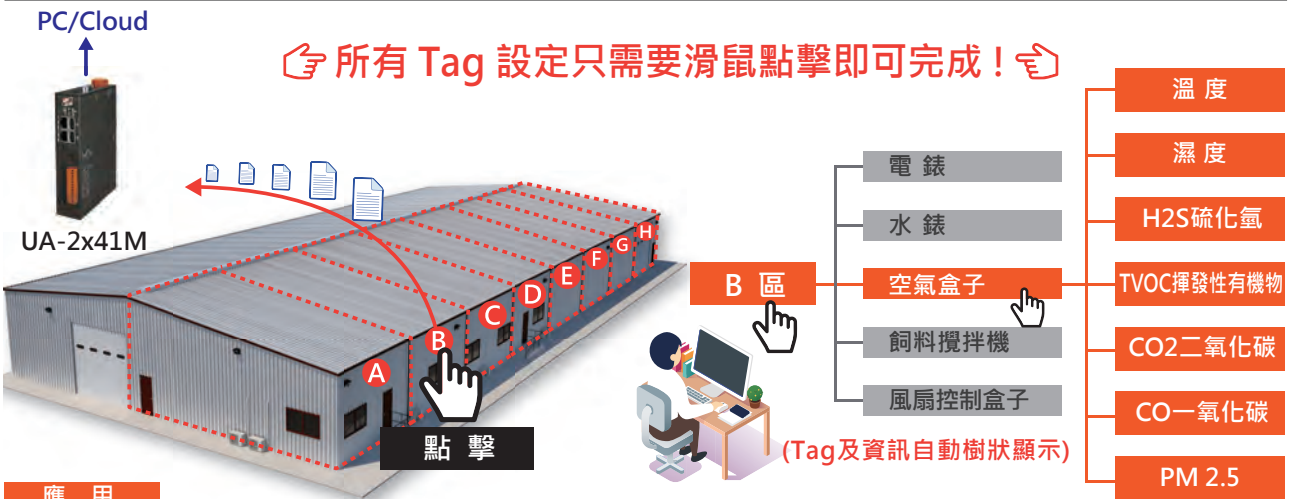 PC/Cloud
所有 Tag 設定只需要滑鼠點擊即可完成！
UA-2x41M
A
B
C
D
E
F
G
H
點 擊
B 區
電 錶
水 錶
空氣盒子
飼料攪拌機
風扇控制盒子
(Tag及資訊自動樹狀顯示)
溫 度
濕 度
H2S硫化氫
TVOC揮發性有機物
CO2二氧化碳
CO一氧化碳
PM 2.5
應 用